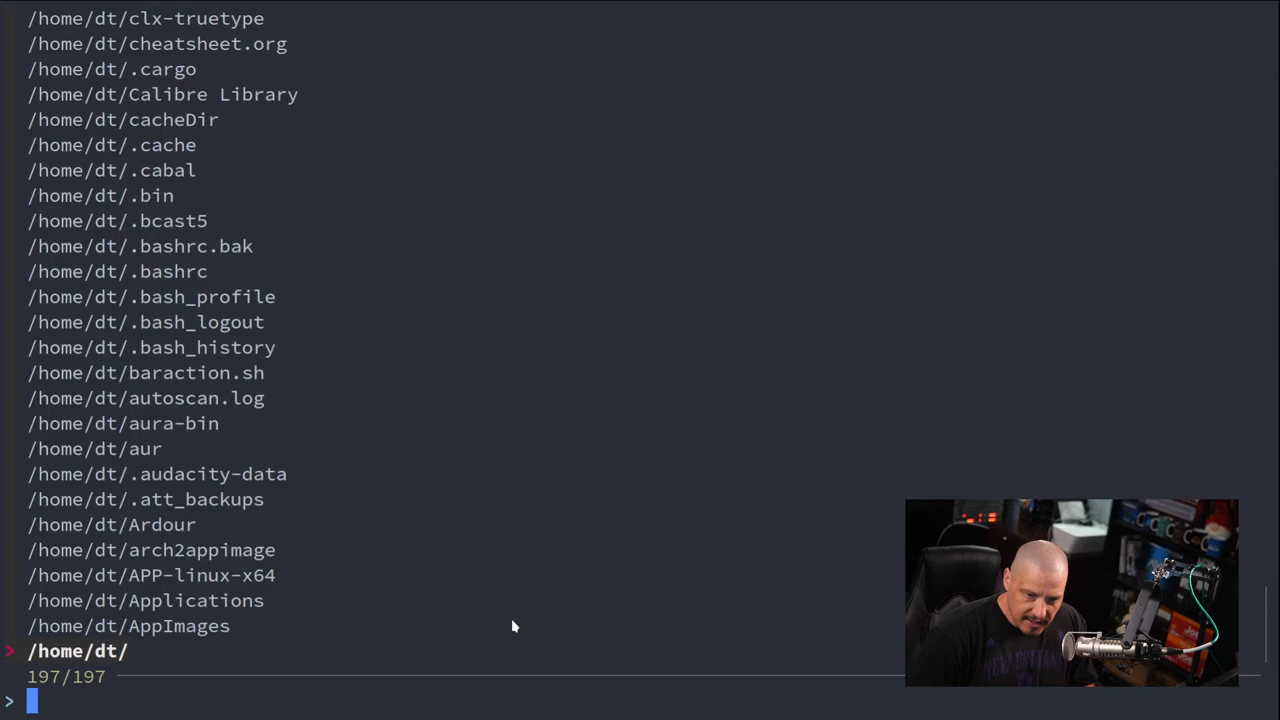 /home/dt/clx-truetype
/home/dt/cheatsheet.org
/home/dt/.cargo
/home/dt/Calibre Library
/home/dt/cacheDir
/home/dt/.cache
/home/dt/.cabal
/home/dt/.bin
/home/dt/.bcast5
/home/dt/.bashrc.bak
/home/dt/.bashrc
/home/dt/.bash_profile
/home/dt/.bash_logout
/home/dt/.bash_history
/home/dt/baraction.sh
/home/dt/autoscan.log
/home/dt/aura-bin
/home/dt/aur
/home/dt/.audacity-data
/home/dt/.att_backups
/home/dt/Ardour
/home/dt/arch2appimage
/home/dt/APP-linux-x64
/home/dt/Applications
/home/dt/AppImages
> /home/dt/
197/197
>
NEW ORLEANS